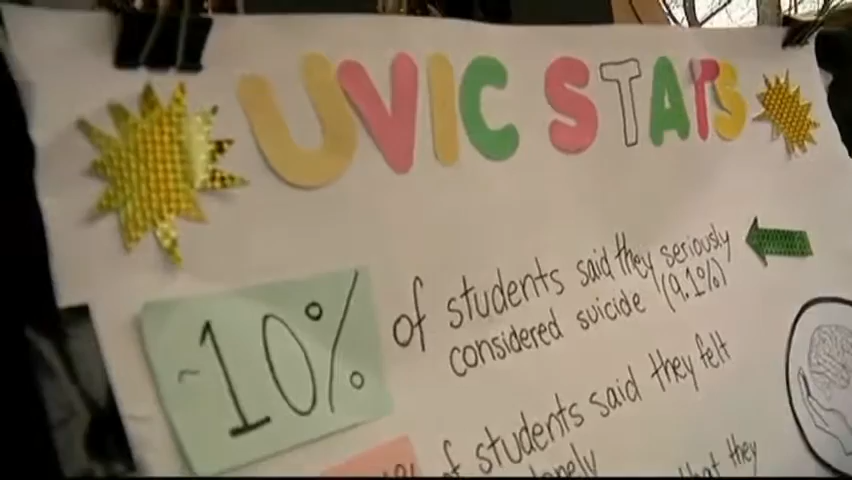 UVIC STATS
~10%
of students said they seriously
considered suicide (9.1%)
of students said they felt
lonely
that they